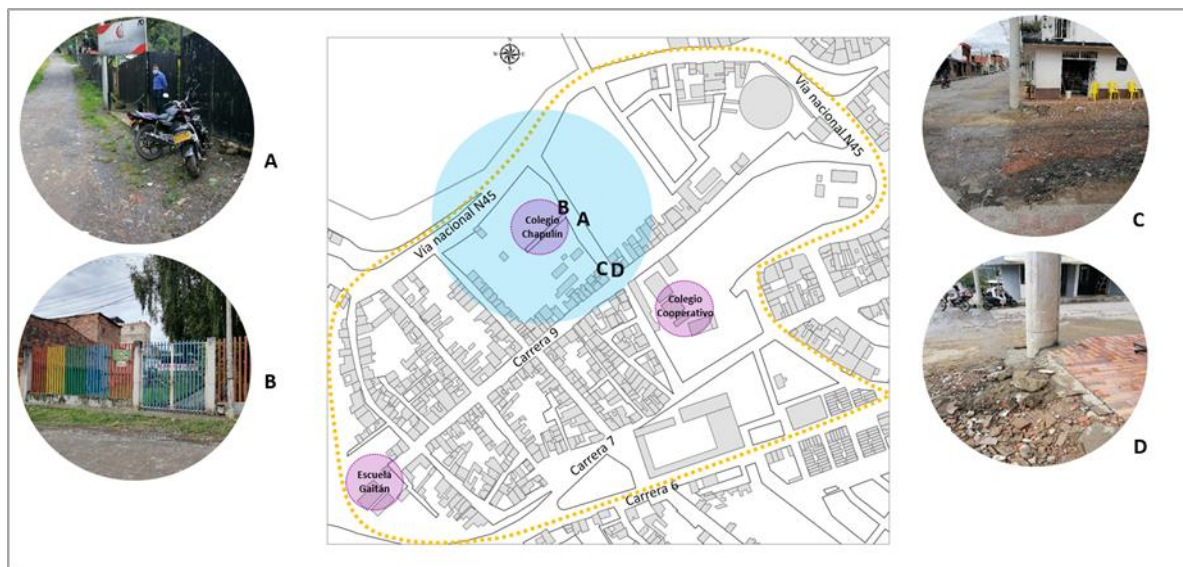 A
B
C
D
N
S
Vía nacional N45
Vía nacional N45
B
Colegio
Chapulín
A
C D
Colegio
Cooperativo
Carrera 9
Carrera 7
Escuela
Gaitán
Carrera 6